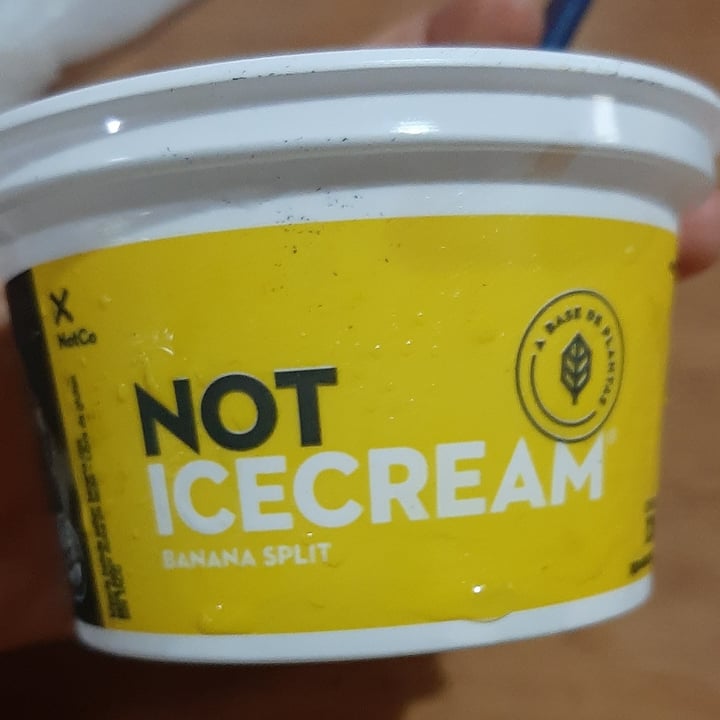 NotCo
NOT
ICECREAM
BANANA SPLIT
A BASE DE PLANTAS